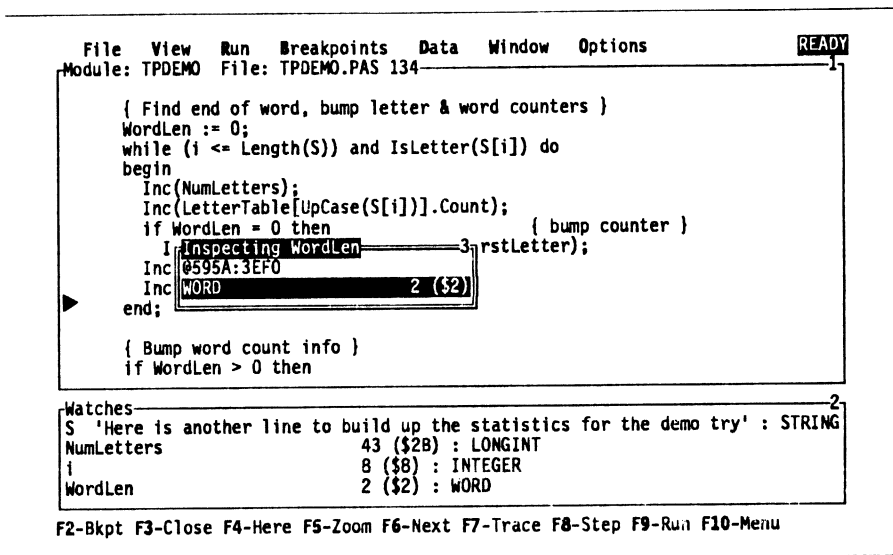 File View Run Breakpoints Data Window Options READY
Module: TPDEMO File: TPDEMO.PAS 134 1
{ Find end of word, bump letter & word counters }
WordLen := 0;
while (i <= Length(S)) and IsLetter(S[i]) do
begin
Inc(NumLetters);
Inc(LetterTable[UpCase(S[i])].Count);
if WordLen = 0 then { bump counter }
I Inspecting WordLen 3 rstLetter);
Inc @595A:3EF0
Inc WORD 2 ($2)
end;
{ Bump word count info }
if WordLen > 0 then
Watches 2
S 'Here is another line to build up the statistics for the demo try' : STRING
NumLetters 43 ($2B) : LONGINT
i 8 ($8) : INTEGER
WordLen 2 ($2) : WORD
F2-Bkpt F3-Close F4-Here F5-Zoom F6-Next F7-Trace F8-Step F9-Run F10-Menu